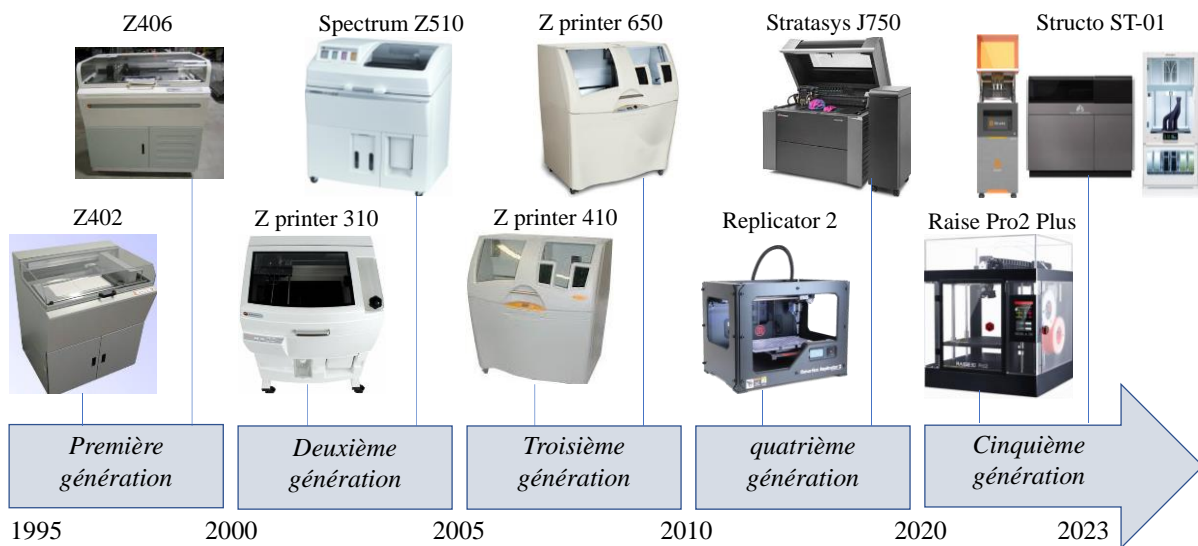 Z406
Spectrum Z510
Z printer 650
Stratasys J750
Structo ST-01
Z402
Z printer 310
Z printer 410
Replicator 2
Raise Pro2 Plus
Première
génération
Deuxième
génération
Troisième
génération
quatrième
génération
Cinquième
génération
1995
2000
2005
2010
2020
2023